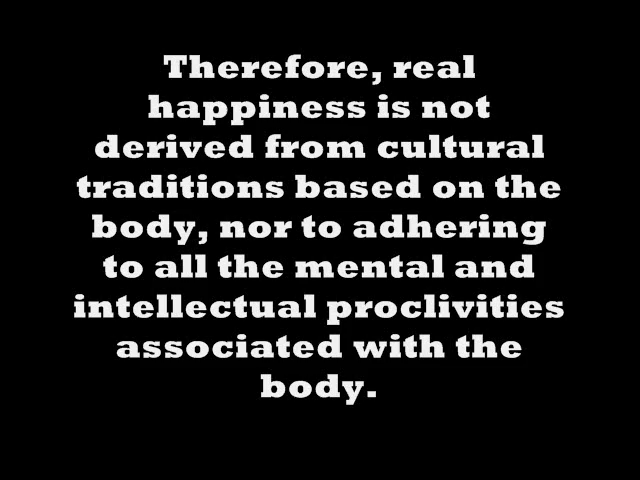 Therefore, real
happiness is not
derived from cultural
traditions based on the
body, nor to adhering
to all the mental and
intellectual proclivities
associated with the
body.